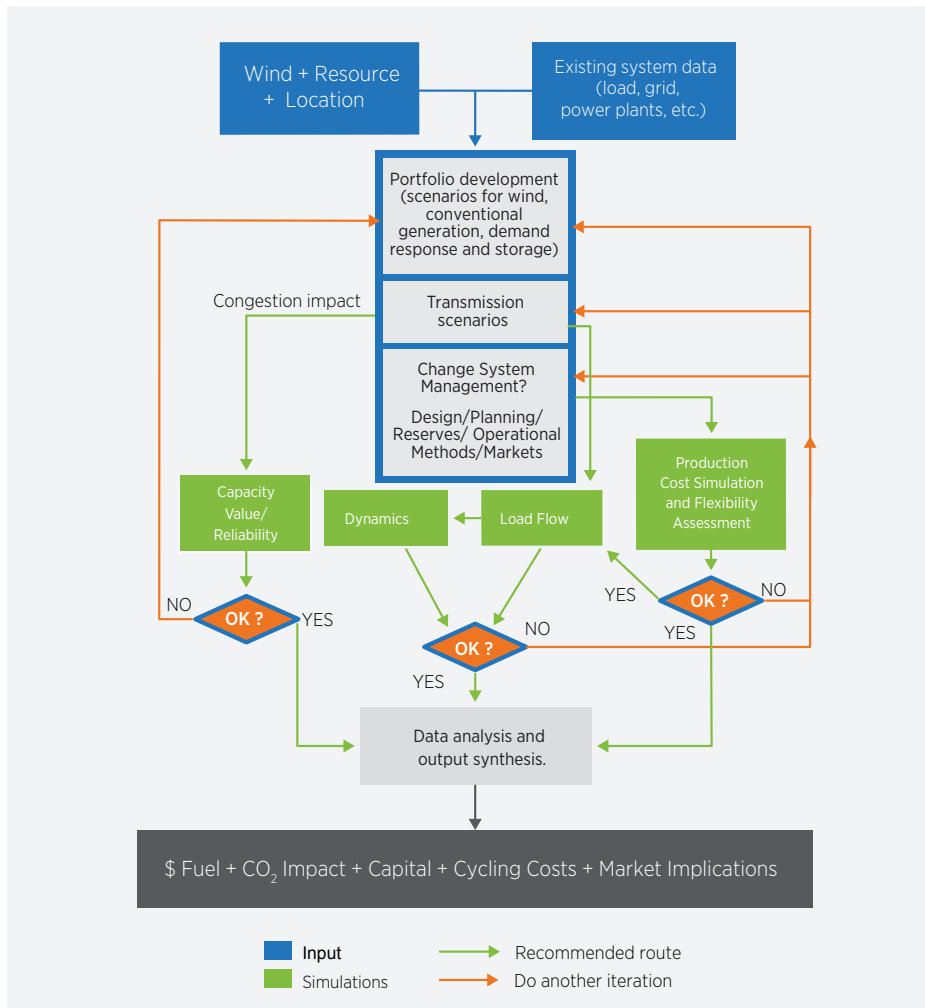 Wind + Resource
+ Location
Existing system data
(load, grid,
power plants, etc.)
Portfolio development
(scenarios for wind,
conventional
generation, demand
response and storage)
Congestion impact
Transmission
scenarios
Change System
Management?
Design/Planning/
Reserves/ Operational
Methods/Markets
Production
Cost Simulation
and Flexibility
Assessment
Capacity
Value/
Reliability
Dynamics
Load Flow
NO
OK ?
YES
YES
OK ?
NO
YES
OK ?
NO
YES
Data analysis and
output synthesis.
$ Fuel + CO₂ Impact + Capital + Cycling Costs + Market Implications
Input
Recommended route
Simulations
Do another iteration